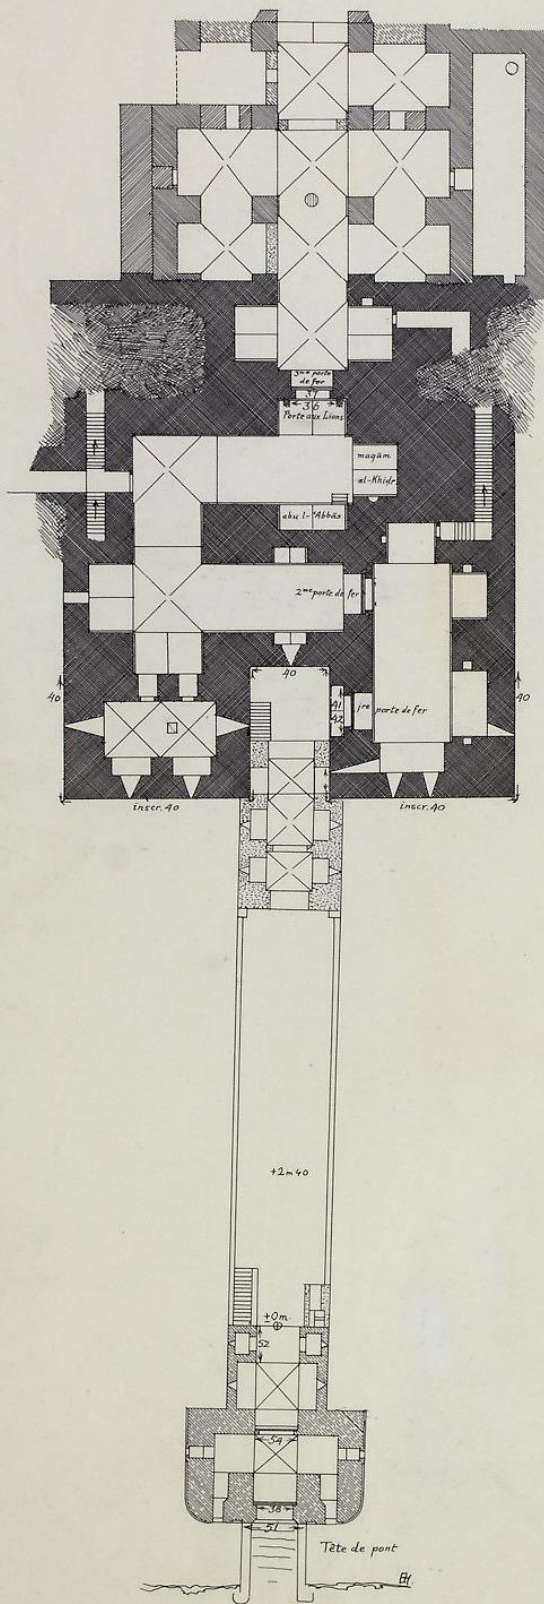 3me porte
de fer
37
36
Porte aux Lions
maqām
al-Khiḍr
abu l-ʿAbbās
2me porte de fer
40
40
41
42
1re porte de fer
40
inscr. 40
inscr. 40
+2m40
±0m.
52
54
38
51
Tête de pont
EH.